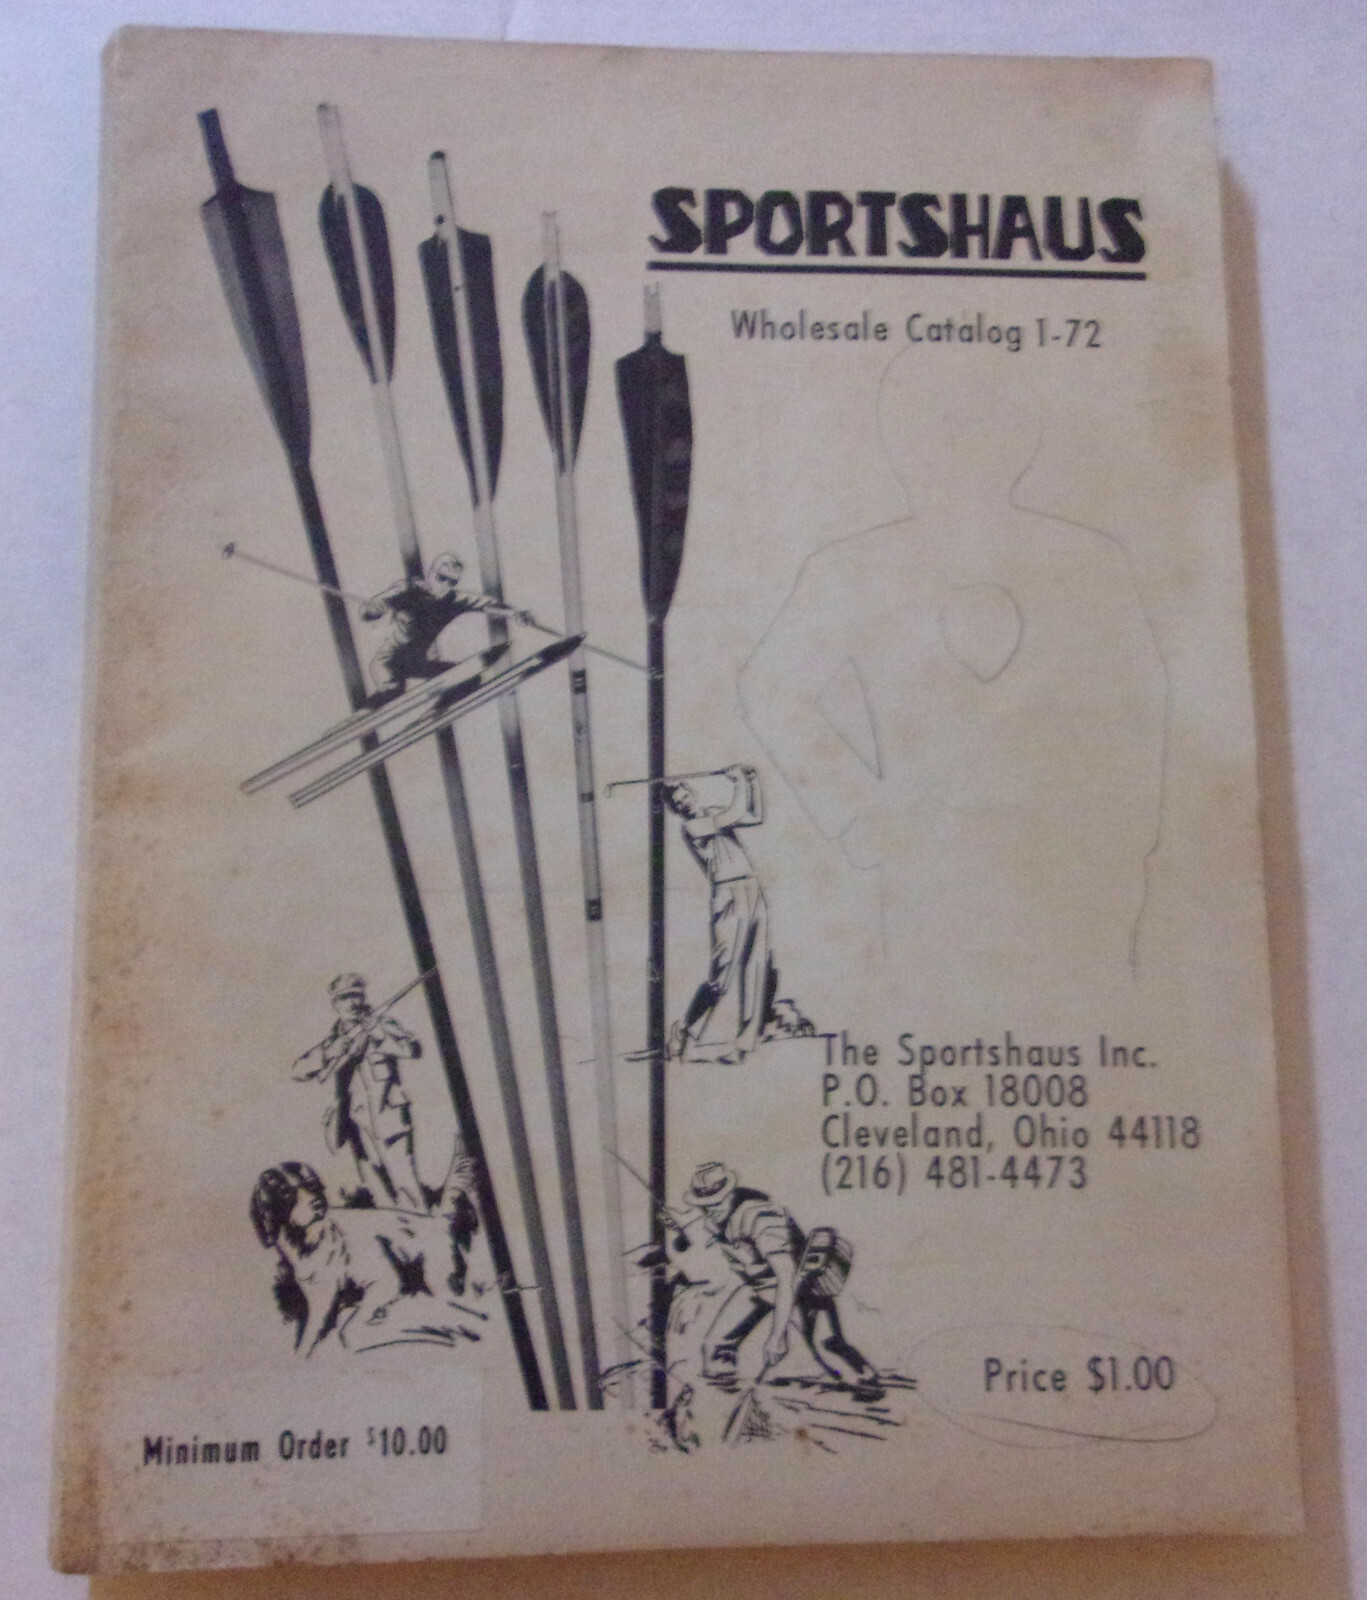 SPORTSHAUS
Wholesale Catalog 1-72
The Sportshaus Inc.
P.O. Box 18008
Cleveland, Ohio 44118
(216) 481-4473
Price $1.00
Minimum Order $10.00